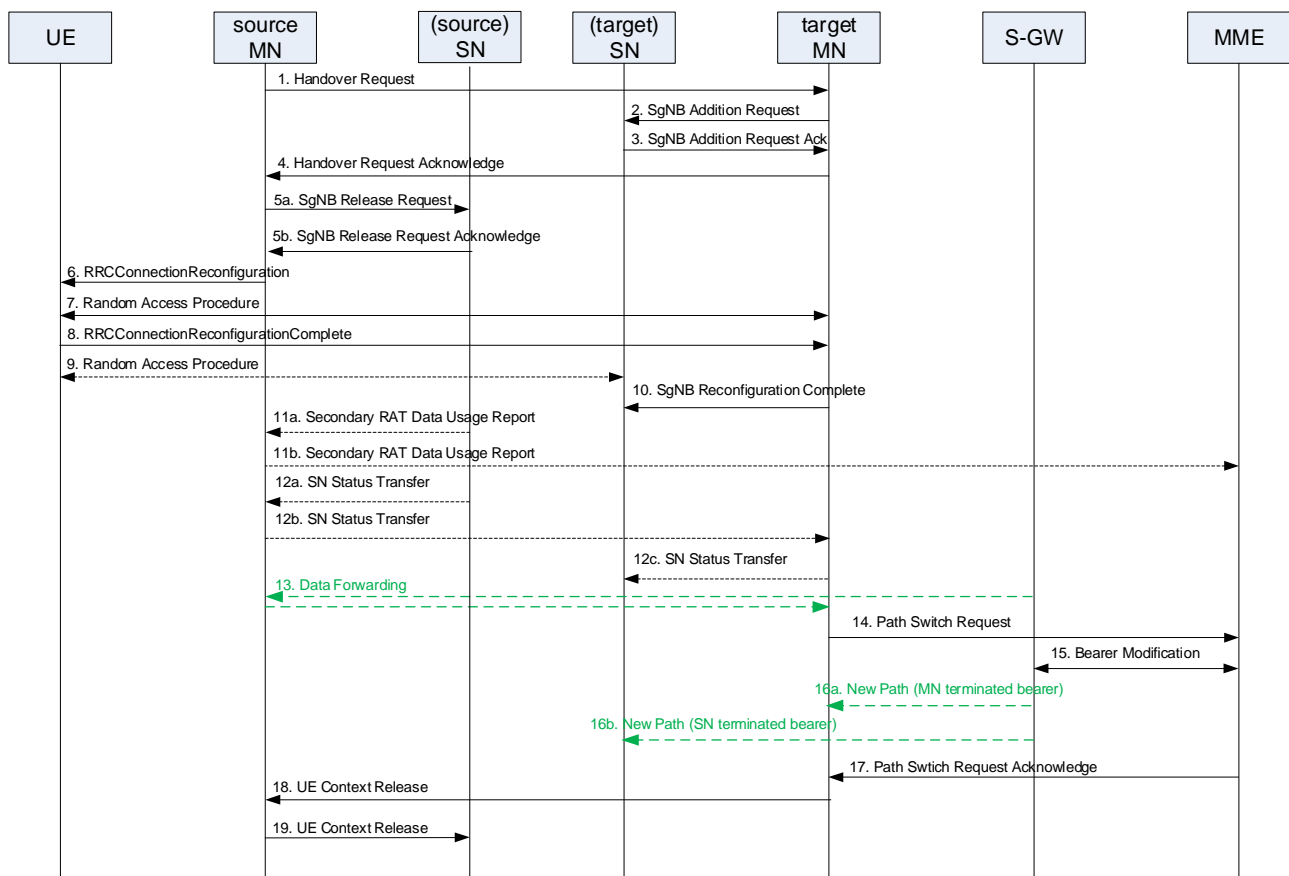 UE
source
MN
(source)
SN
(target)
SN
target
MN
S-GW
MME
1. Handover Request
2. SgNB Addition Request
3. SgNB Addition Request Ack
4. Handover Request Acknowledge
5a. SgNB Release Request
5b. SgNB Release Request Acknowledge
6. RRCConnectionReconfiguration
7. Random Access Procedure
8. RRCConnectionReconfigurationComplete
9. Random Access Procedure
10. SgNB Reconfiguration Complete
11a. Secondary RAT Data Usage Report
11b. Secondary RAT Data Usage Report
12a. SN Status Transfer
12b. SN Status Transfer
12c. SN Status Transfer
13. Data Forwarding
14. Path Switch Request
15. Bearer Modification
16a. New Path (MN terminated bearer)
16b. New Path (SN terminated bearer)
17. Path Swtich Request Acknowledge
18. UE Context Release
19. UE Context Release